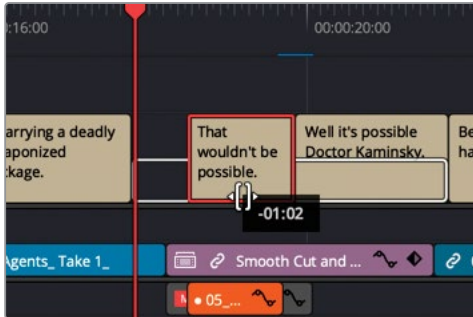 :16:00
00:00:20:00
arrying a deadly
aponized
kage.
That
wouldn't be
possible.
Well it's possible
Doctor Kaminsky.
Be
ha
-01:02
Agents_ Take 1_
Smooth Cut and ...
05_...